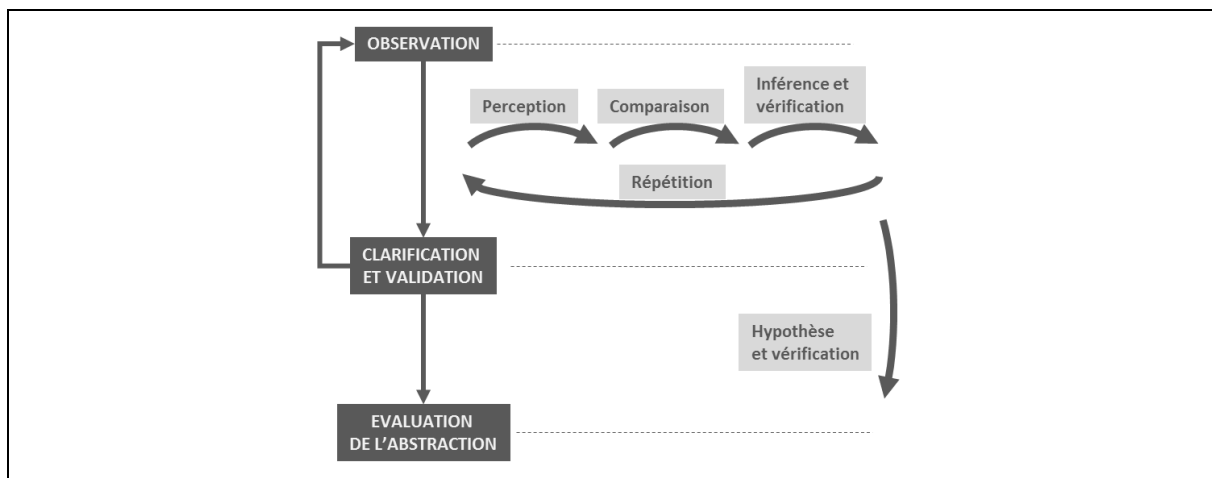 OBSERVATION
Perception
Comparaison
Inférence et
vérification
Répétition
CLARIFICATION
ET VALIDATION
Hypothèse
et vérification
EVALUATION
DE L’ABSTRACTION